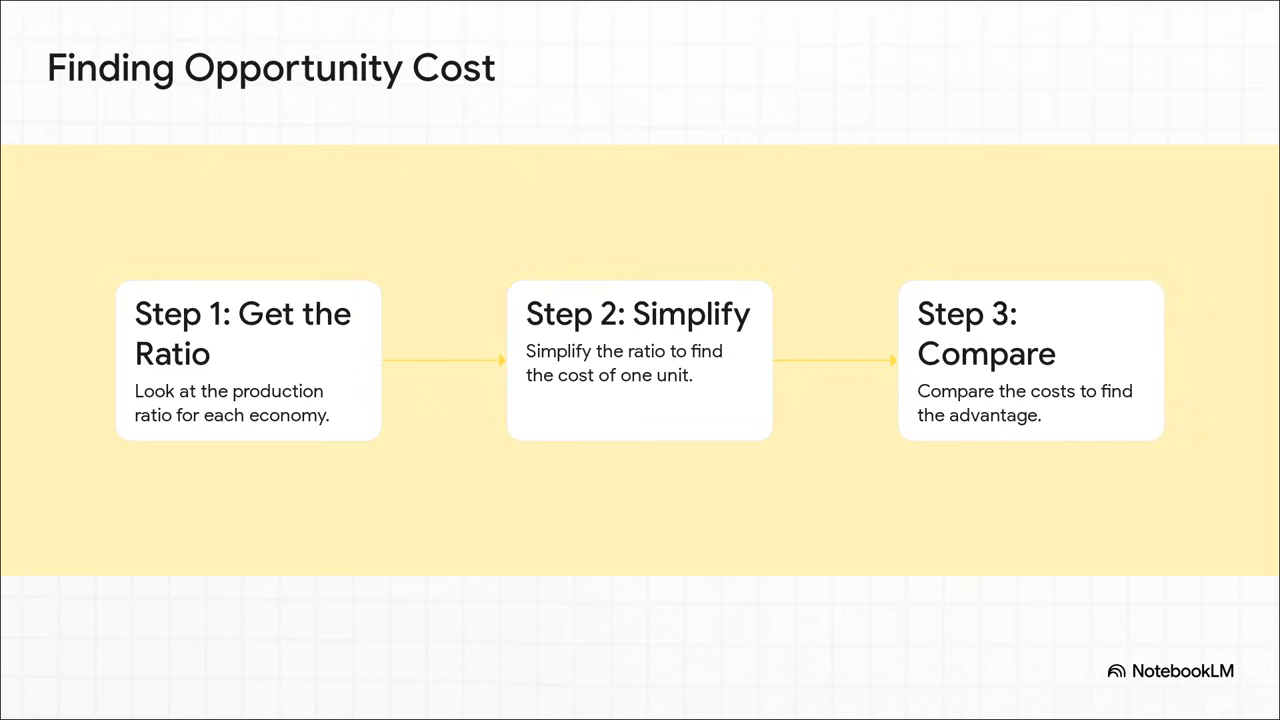 Finding Opportunity Cost
Step 1: Get the
Ratio
Look at the production
ratio for each economy.
Step 2: Simplify
Simplify the ratio to find
the cost of one unit.
Step 3:
Compare
Compare the costs to find
the advantage.
NotebookLM